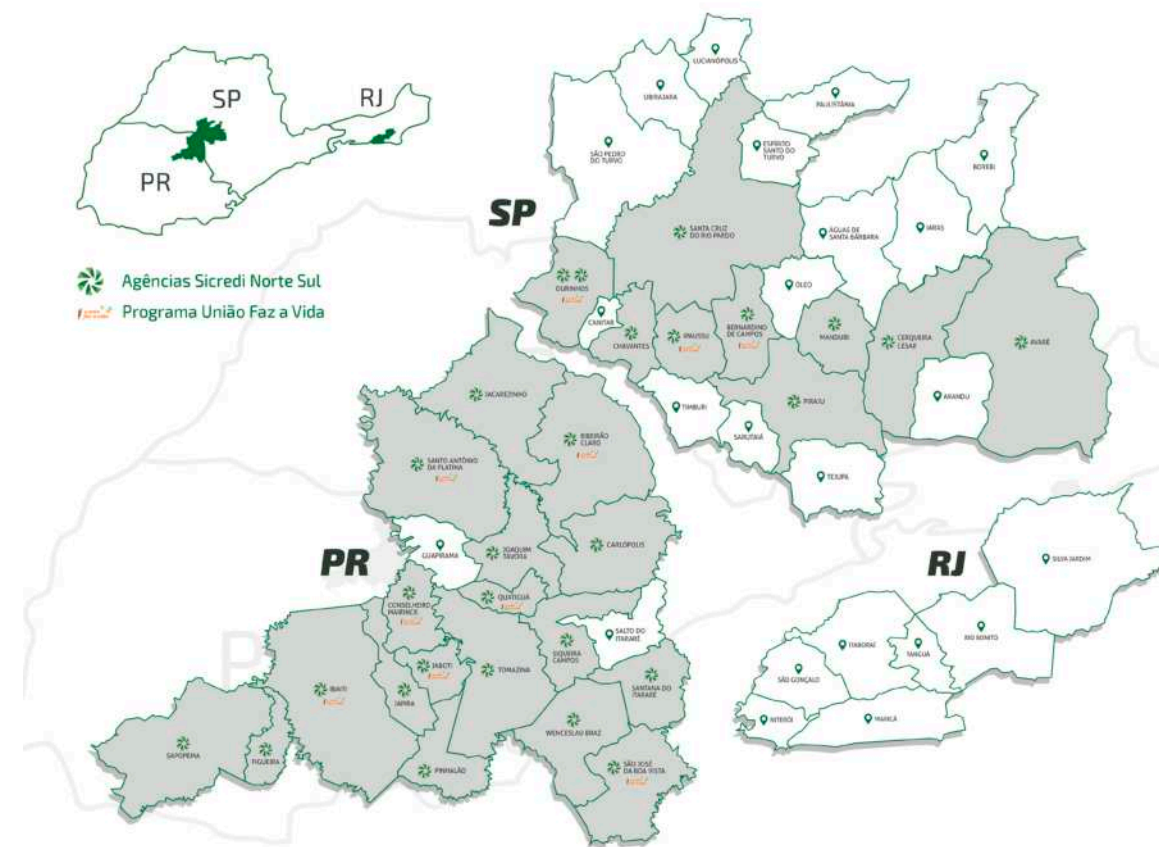 SP
RJ
PR
Agências Sicredi Norte Sul
Programa União Faz a Vida
SP
LUCIANÓPOLIS
UBIRAJARA
PAULISTÂNIA
SÃO PEDRO
DO TURVO
ESPÍRITO
SANTO DO
TURVO
BOREBI
SANTA CRUZ
DO RIO PARDO
ÁGUAS DE
SANTA BÁRBARA
IARAS
OURINHOS
ÓLEO
CANITAR
CHAVANTES
IPAUSSU
BERNARDINO
DE CAMPOS
MANDURI
CERQUEIRA
CESAR
AVARÉ
TIMBURI
SARUTAIÁ
PIRAJU
ARANDU
TEJUPA
PR
JACAREZINHO
RIBEIRÃO
CLARO
SANTO ANTÔNIO
DA PLATINA
GUAPIRAMA
JOAQUIM
TÁVORA
CARLÓPOLIS
CONSELHEIRO
MAIRINCK
QUATIGUÁ
SALTO DO
ITARARÉ
SIQUEIRA
CAMPOS
JABOTI
TOMAZINA
SANTANA DO
ITARARÉ
IBAITI
JAPIRA
WENCESLAU BRAZ
SAPOPEMA
FIGUEIRA
PINHALÃO
SÃO JOSÉ
DA BOA VISTA
RJ
SILVA JARDIM
ITABORAÍ
TANGUÁ
RIO BONITO
SÃO GONÇALO
NITERÓI
MARICÁ